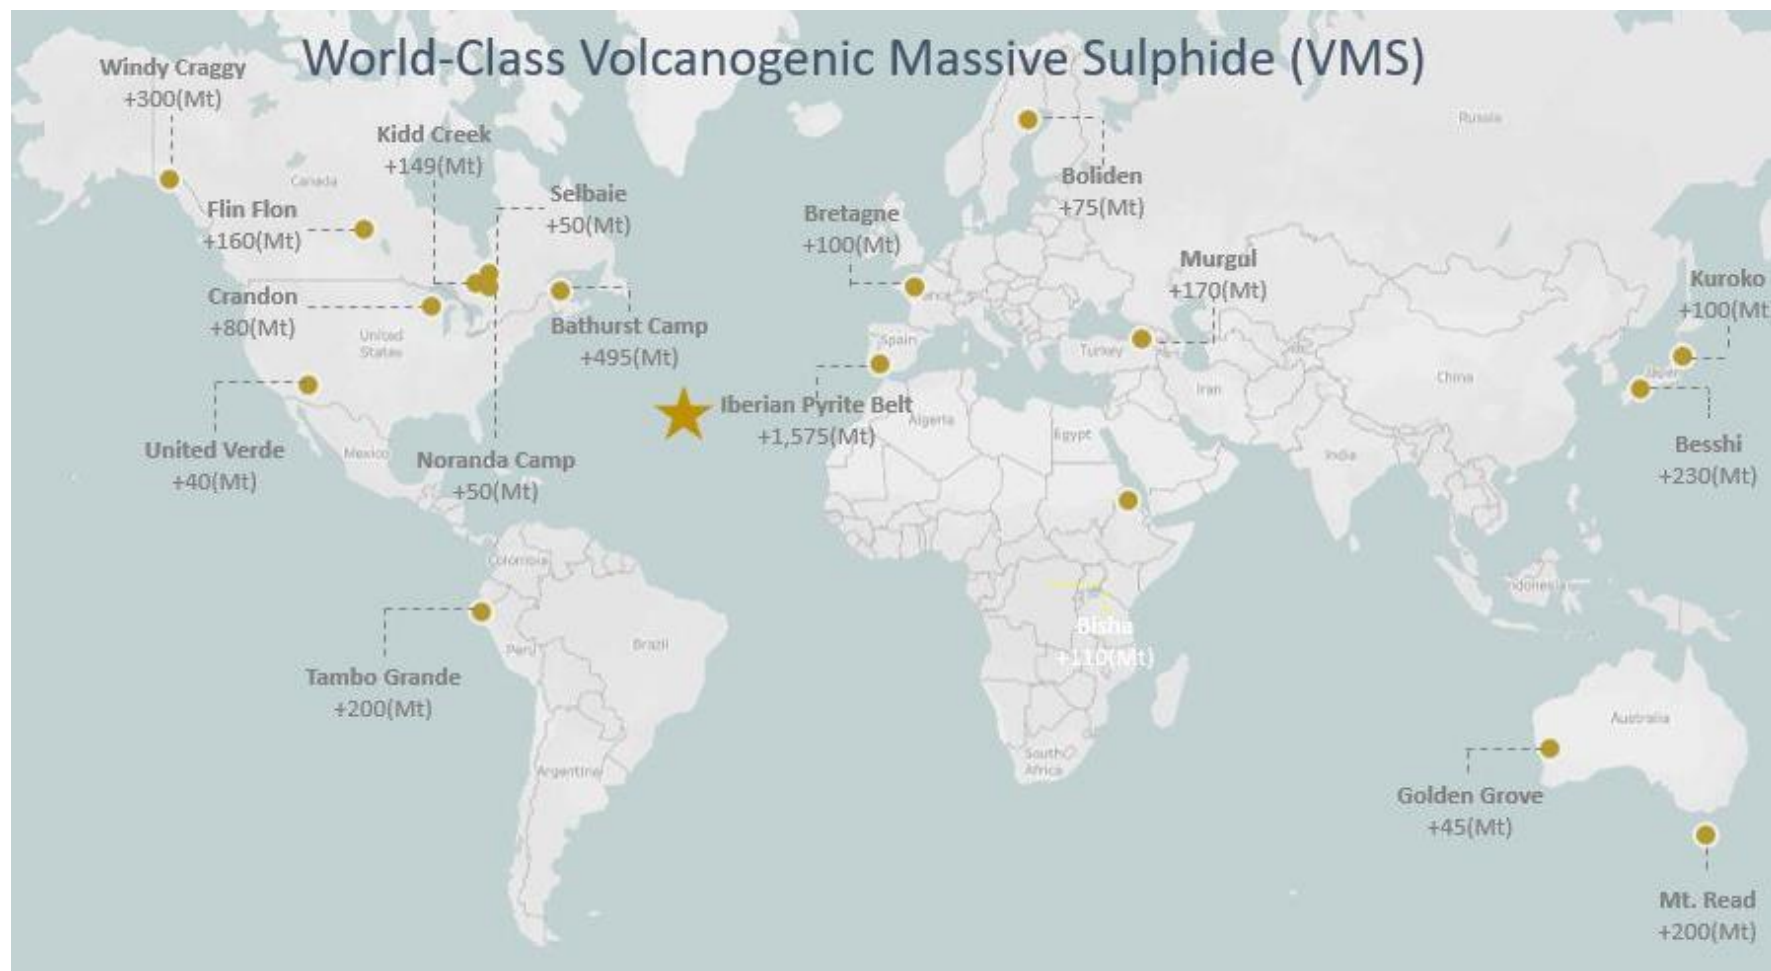 World-Class Volcanogenic Massive Sulphide (VMS)
Windy Craggy
+300(Mt)
Kidd Creek
+149(Mt)
Selbaie
+50(Mt)
Flin Flon
+160(Mt)
Crandon
+80(Mt)
Bathurst Camp
+495(Mt)
United Verde
+40(Mt)
Noranda Camp
+50(Mt)
Tambo Grande
+200(Mt)
Boliden
+75(Mt)
Bretagne
+100(Mt)
Murgul
+170(Mt)
Iberian Pyrite Belt
+1,575(Mt)
Bisha
+110(Mt)
Kuroko
+100(Mt
Besshi
+230(Mt)
Golden Grove
+45(Mt)
Mt. Read
+200(Mt)
Canada
United
States
Mexico
Colombia
Peru
Brazil
Argentina
Russia
Spain
Turkey
Algeria
Egypt
Iran
India
China
South
Africa
Australia